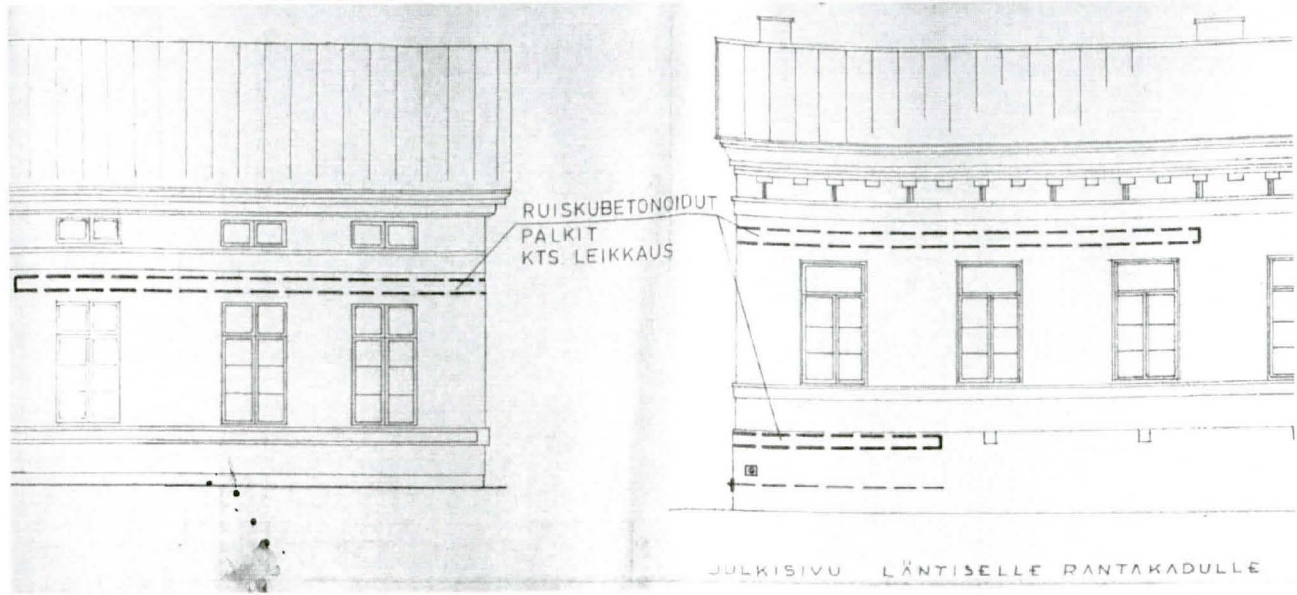 RUISKUBETONOIDUT
PALKIT
KTS. LEIKKAUS
JULKISIVU LÄNTISELLE RANTAKADULLE